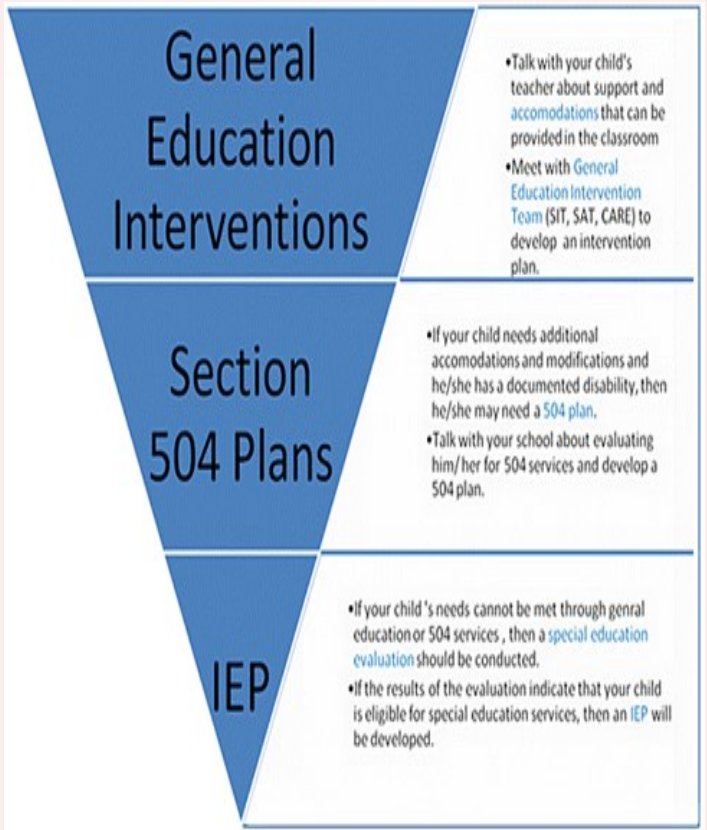 General
Education
Interventions
•Talk with your child's
teacher about support and
accomodations that can be
provided in the classroom
•Meet with General
Education Intervention
Team (SIT, SAT, CARE) to
develop an intervention
plan.
Section
504 Plans
•If your child needs additional
accomodations and modifications and
he/she has a documented disability, then
he/she may need a 504 plan.
•Talk with your school about evaluating
him/her for 504 services and develop a
504 plan.
IEP
•If your child 's needs cannot be met through genral
education or 504 services , then a special education
evaluation should be conducted.
•If the results of the evaluation indicate that your child
is eligible for special education services, then an IEP will
be developed.